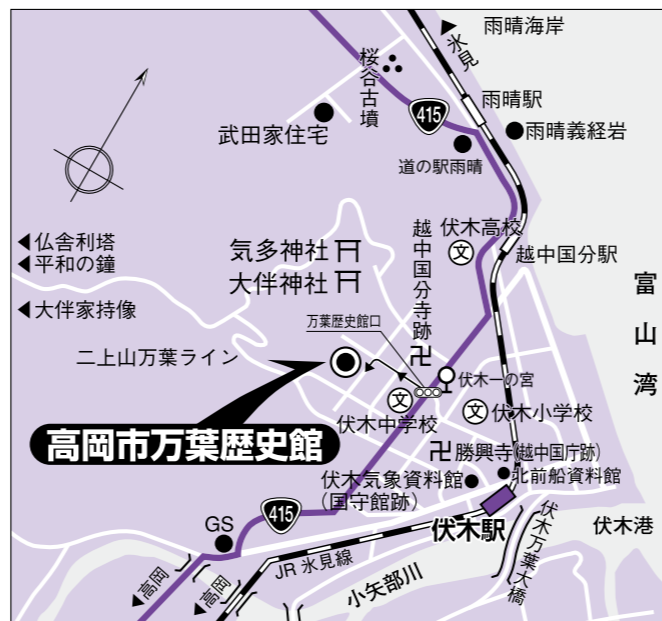 雨晴海岸
氷見
桜谷古墳
雨晴駅
415
武田家住宅
雨晴義経岩
道の駅雨晴
越中国分寺跡
伏木高校
文
越中国分駅
仏舎利塔
平和の鐘
気多神社
大伴神社
大伴家持像
富山湾
万葉歴史館口
二上山万葉ライン
卍
伏木一の宮
文
伏木中学校
文
伏木小学校
高岡市万葉歴史館
卍勝興寺(越中国庁跡)
北前船資料館
伏木気象資料館
(国守館跡)
415
GS
伏木駅
伏木港
伏木万葉大橋
JR氷見線
小矢部川
高岡
高岡